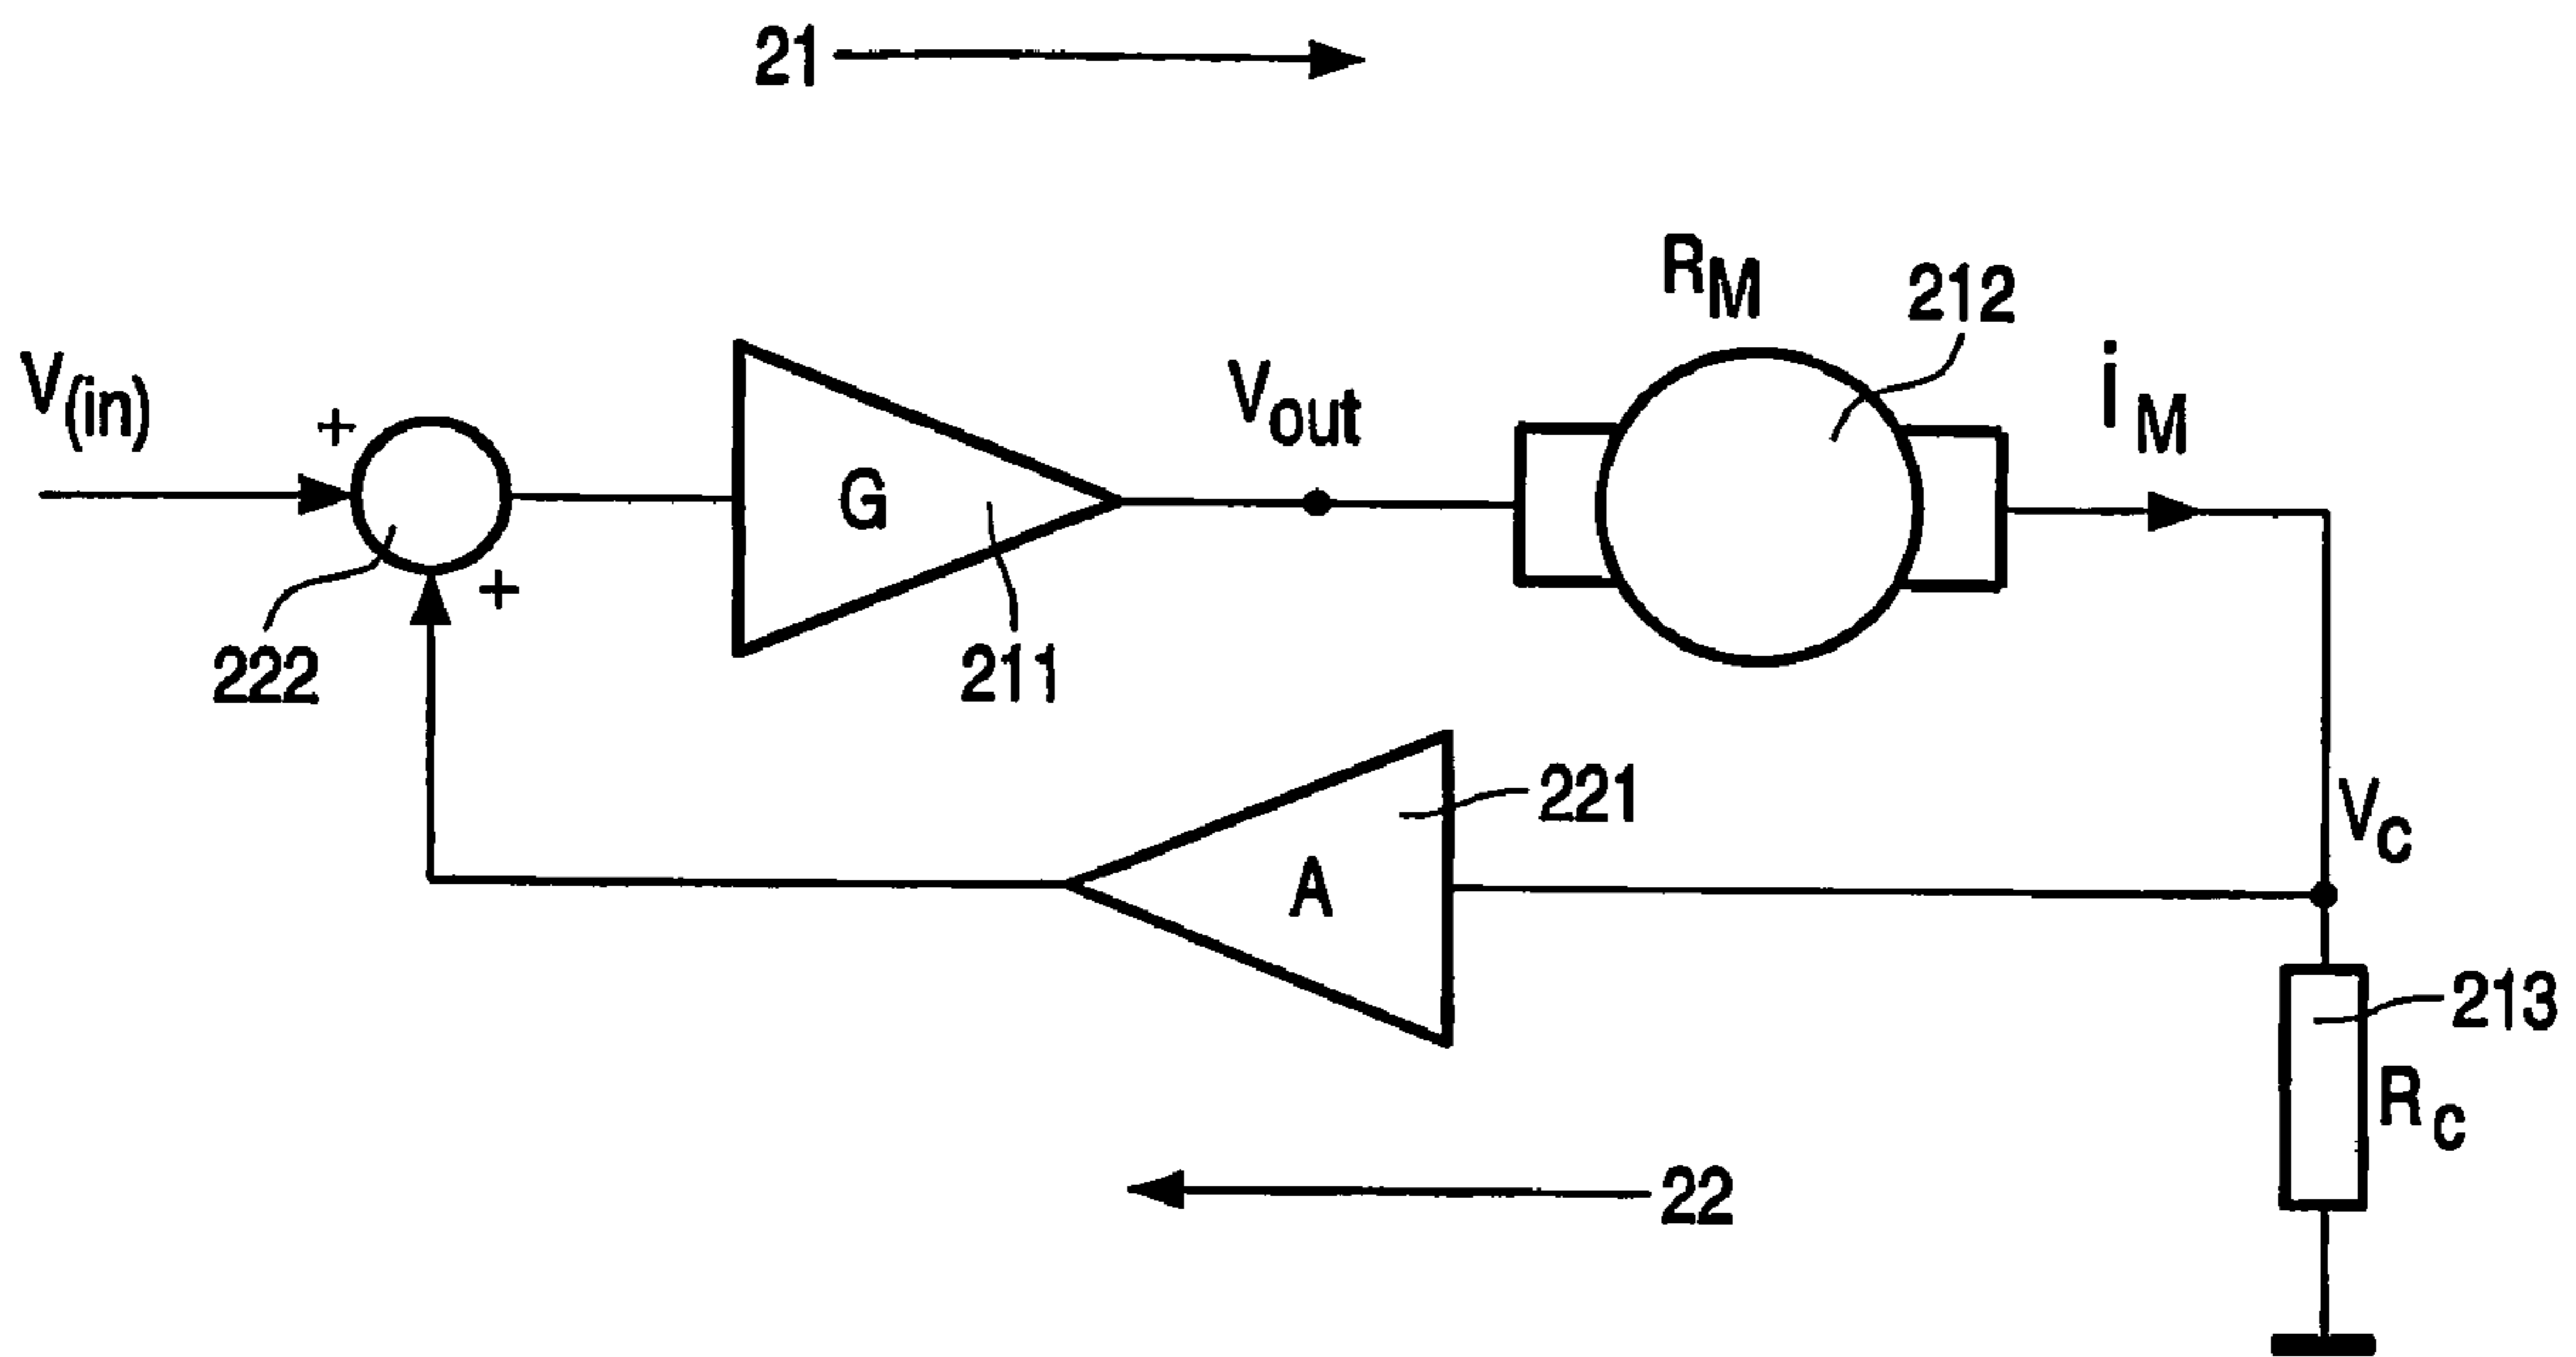 21
R_M
212
V_(in)
+
V_out
i_M
G
+
222
211
221
V_C
A
213
R_C
22